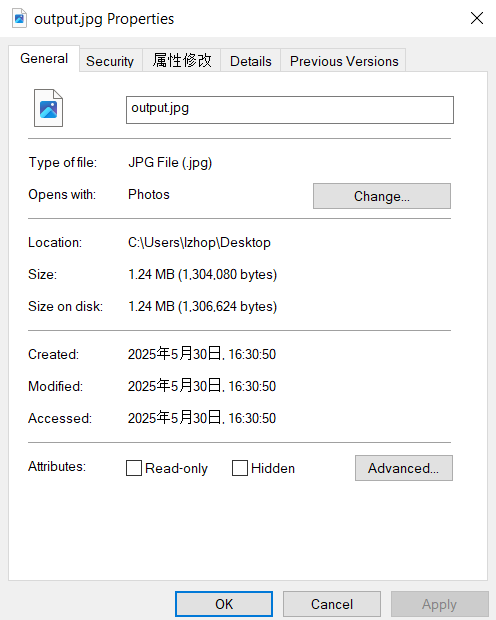 output.jpg Properties
General Security 属性修改 Details Previous Versions
output.jpg
Type of file: JPG File (.jpg)
Opens with: Photos Change...
Location: C:\Users\lzhop\Desktop
Size: 1.24 MB (1,304,080 bytes)
Size on disk: 1.24 MB (1,306,624 bytes)
Created: 2025年5月30日, 16:30:50
Modified: 2025年5月30日, 16:30:50
Accessed: 2025年5月30日, 16:30:50
Attributes: Read-only Hidden Advanced...
OK Cancel Apply